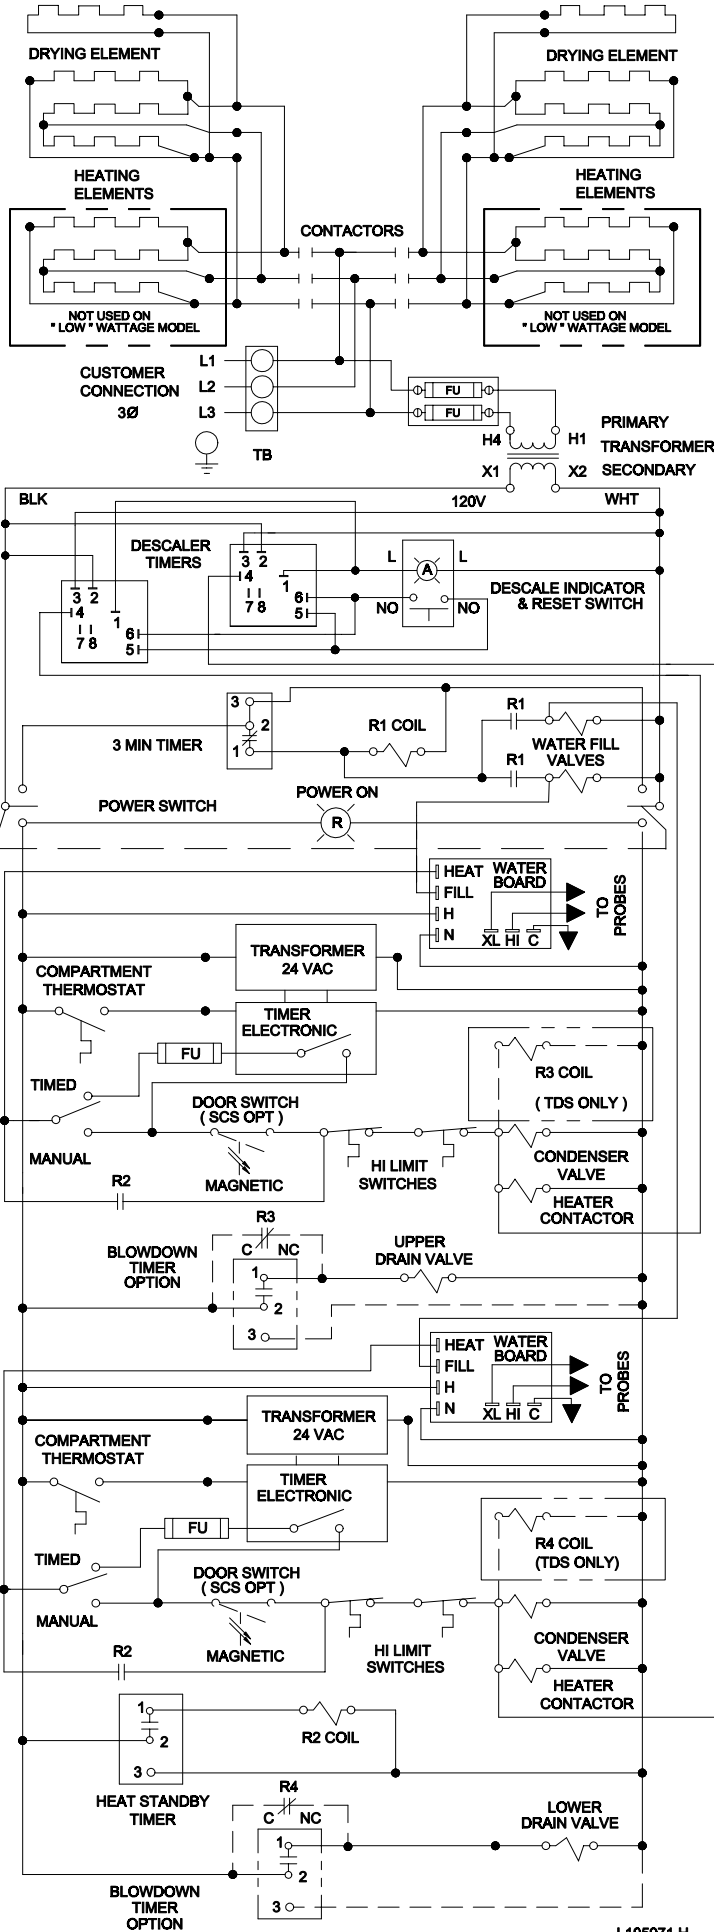 DRYING ELEMENT
DRYING ELEMENT
HEATING
ELEMENTS
HEATING
ELEMENTS
CONTACTORS
NOT USED ON
" LOW " WATTAGE MODEL
NOT USED ON
" LOW " WATTAGE MODEL
CUSTOMER
CONNECTION
3Ø
L1
L2
L3
TB
FU
FU
H4
H1
PRIMARY
TRANSFORMER
X1
X2
SECONDARY
BLK
120V
WHT
DESCALER
TIMERS
3 2
4
1
7 8
6
5
3 2
4
1
7 8
6
5
L
A
L
NO
NO
DESCALE INDICATOR
& RESET SWITCH
3 MIN TIMER
3
2
1
R1 COIL
R1
R1
WATER FILL
VALVES
POWER SWITCH
POWER ON
R
HEAT
FILL
H
N
WATER
BOARD
XL HI C
TO
PROBES
TRANSFORMER
24 VAC
COMPARTMENT
THERMOSTAT
TIMER
ELECTRONIC
FU
TIMED
MANUAL
DOOR SWITCH
( SCS OPT )
MAGNETIC
HI LIMIT
SWITCHES
R3 COIL
( TDS ONLY )
CONDENSER
VALVE
HEATER
CONTACTOR
R2
R3
C NC
BLOWDOWN
TIMER
OPTION
1
2
3
UPPER
DRAIN VALVE
HEAT
FILL
H
N
WATER
BOARD
XL HI C
TO
PROBES
TRANSFORMER
24 VAC
COMPARTMENT
THERMOSTAT
TIMER
ELECTRONIC
FU
TIMED
MANUAL
DOOR SWITCH
( SCS OPT )
MAGNETIC
HI LIMIT
SWITCHES
R4 COIL
(TDS ONLY)
CONDENSER
VALVE
HEATER
CONTACTOR
R2
1
2
3
R2 COIL
HEAT STANDBY
TIMER
R4
C NC
1
2
3
LOWER
DRAIN VALVE
BLOWDOWN
TIMER
OPTION